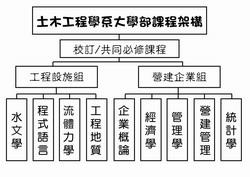 土木工程學系大學部課程架構
校訂/共同必修課程
工程設施組
營建企業組
水文學
程式語言
流體力學
工程地質
企業概論
經濟學
管理學
營建管理
統計學